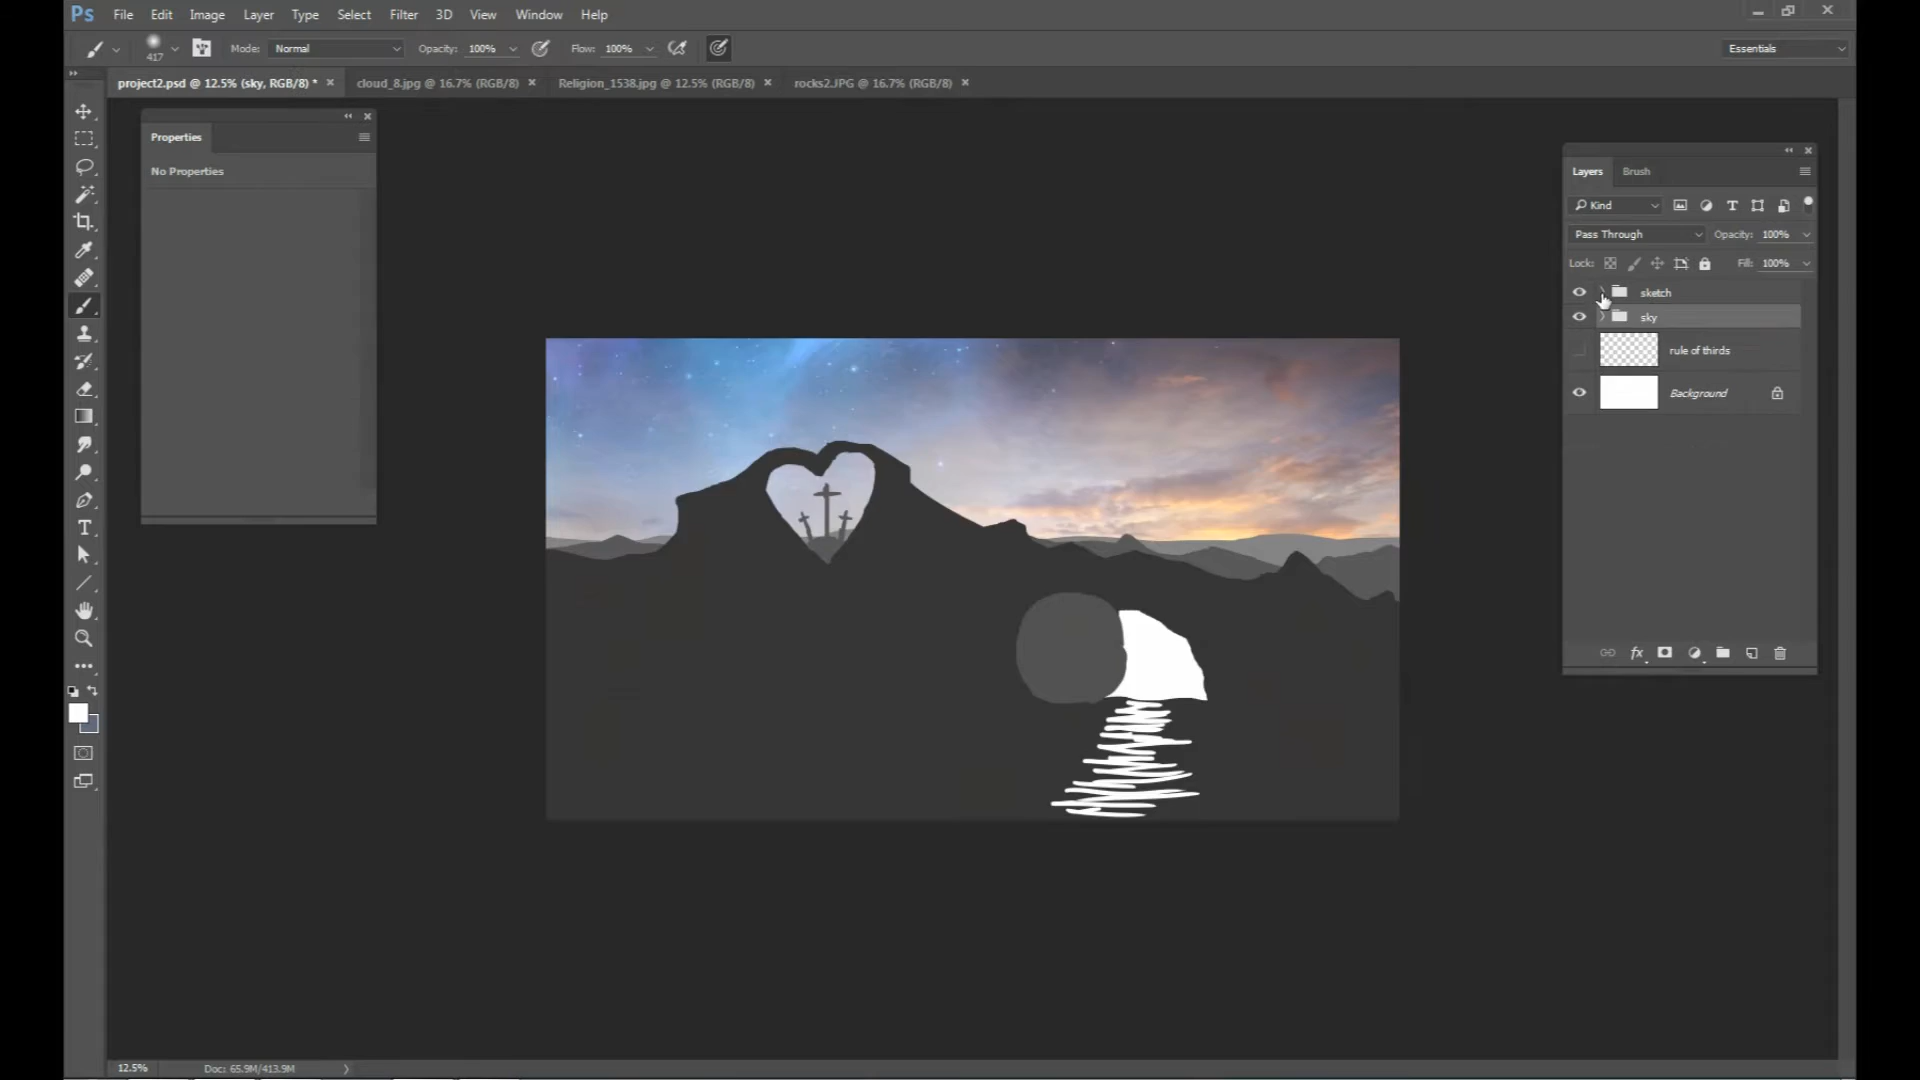 Ps File Edit Image Layer Type Select Filter 3D View Window Help
417 Mode: Normal Opacity: 100% Flow: 100% Essentials
project2.psd @ 12.5% (sky, RGB/8) * × cloud_8.jpg @ 16.7% (RGB/8) × Religion_1538.jpg @ 12.5% (RGB/8) × rocks2.JPG @ 16.7% (RGB/8) ×
Properties
No Properties
Layers Brush
Kind
Pass Through Opacity: 100%
Lock: Fill: 100%
sketch
sky
rule of thirds
Background
fx
12.5% Doc: 65.9M/413.9M